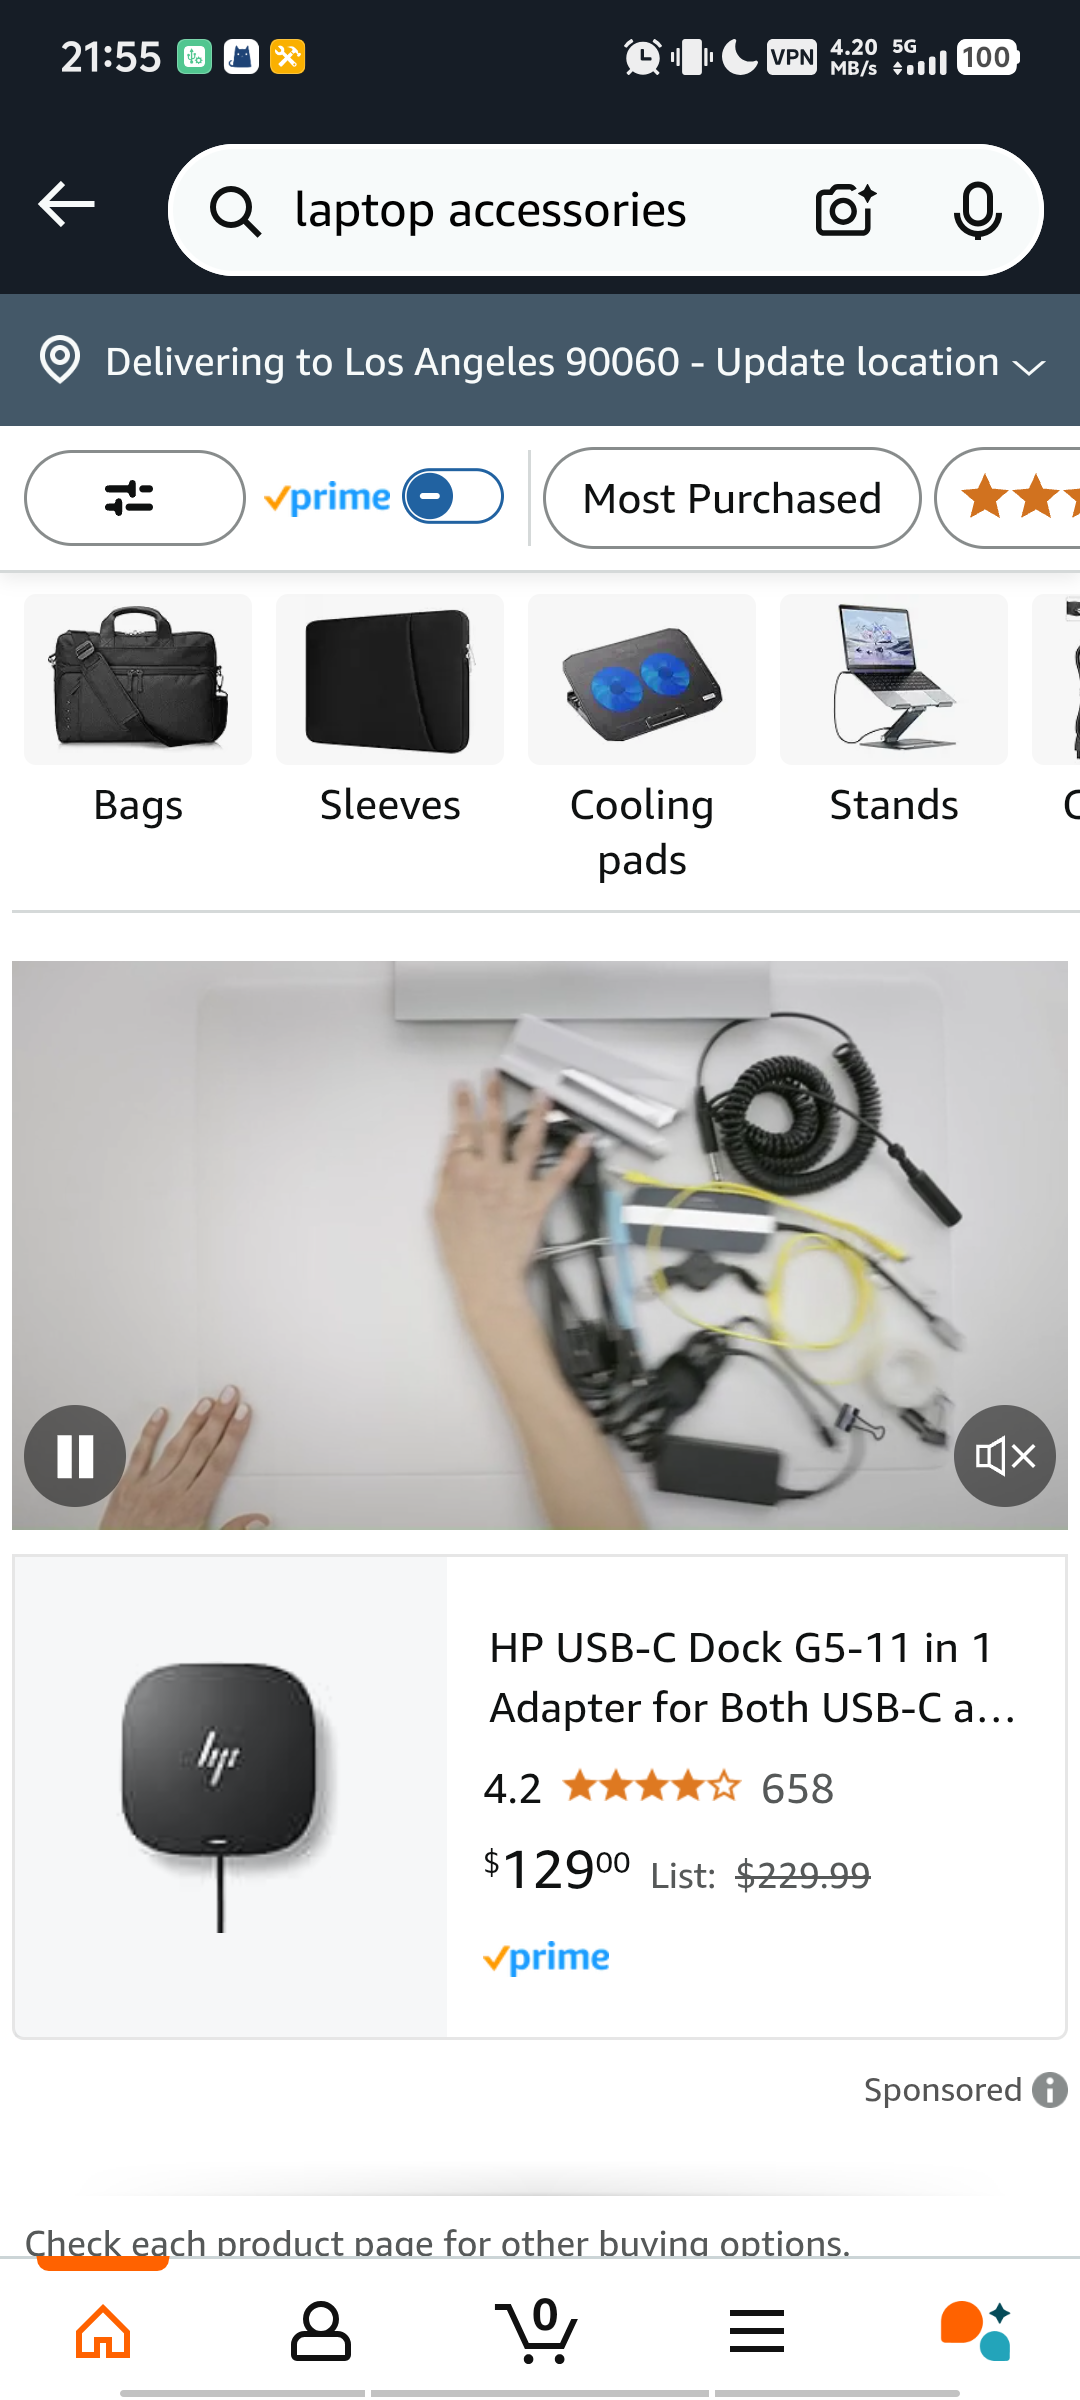 21:55
VPN
4.20
MB/s
5G
100
laptop accessories
Delivering to Los Angeles 90060 - Update location
prime
Most Purchased
Bags
Sleeves
Cooling
pads
Stands
hp
HP USB-C Dock G5-11 in 1
Adapter for Both USB-C a...
4.2
658
$12900 List: $229.99
prime
Sponsored
Check each product page for other buying options.
0